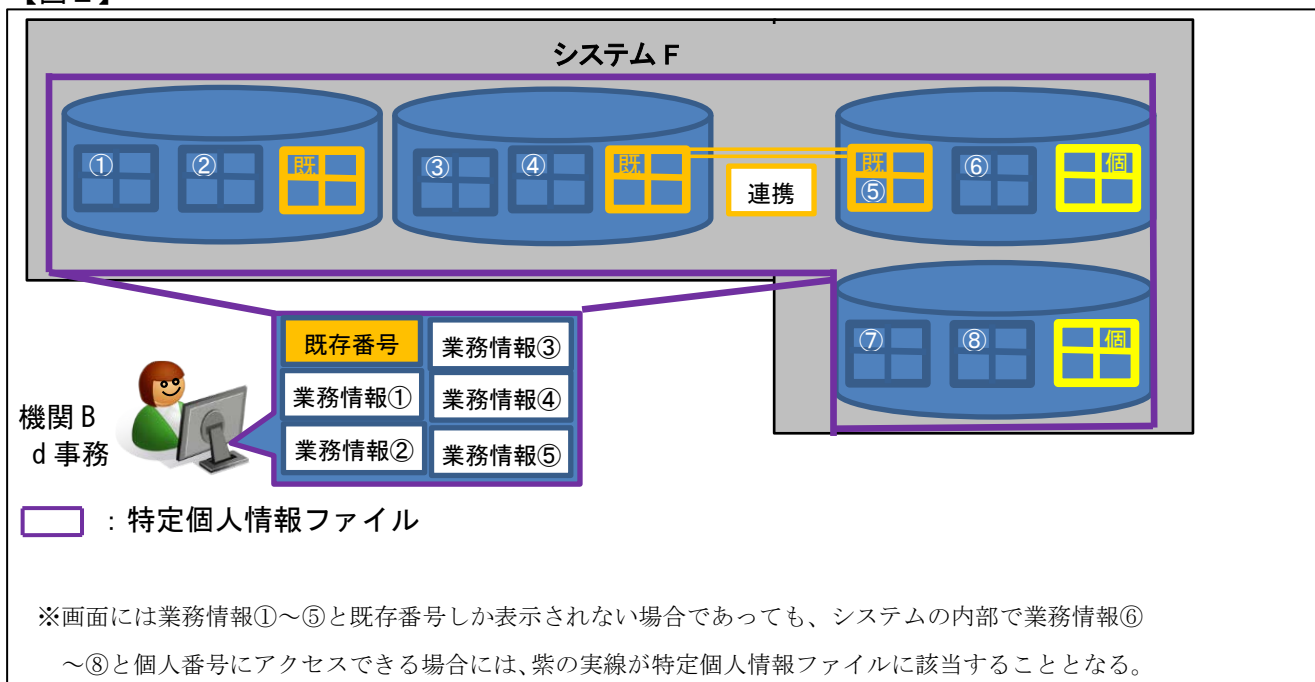 システムF
① ② 既 ③ ④ 既 既 ⑥ 個
⑤
連携
⑦ ⑧ 個
既存番号 業務情報③
業務情報① 業務情報④
業務情報② 業務情報⑤
機関B
d事務
：特定個人情報ファイル
※画面には業務情報①～⑤と既存番号しか表示されない場合であっても、システムの内部で業務情報⑥
～⑧と個人番号にアクセスできる場合には、紫の実線が特定個人情報ファイルに該当することとなる。